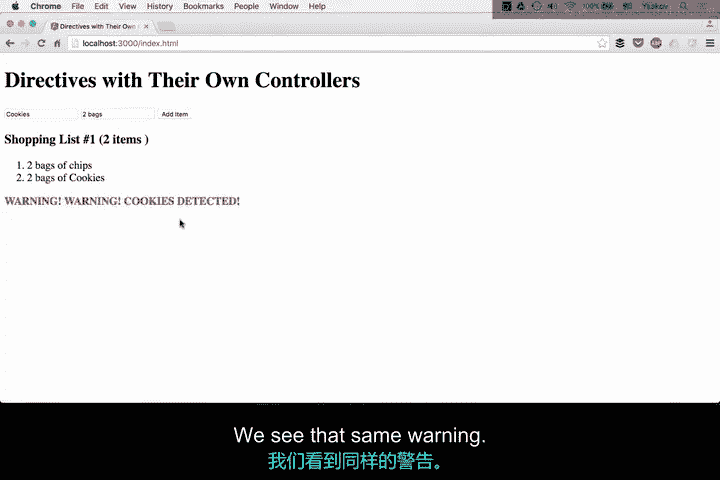 Chrome File Edit View History Bookmarks People Window Help
100%
Directives with Their Own
localhost:3000/index.html
Directives with Their Own Controllers
Cookies 2 bags Add Item
Shopping List #1 (2 items )
1. 2 bags of chips
2. 2 bags of Cookies
WARNING! WARNING! COOKIES DETECTED!
We see that same warning.
我们看到同样的警告。